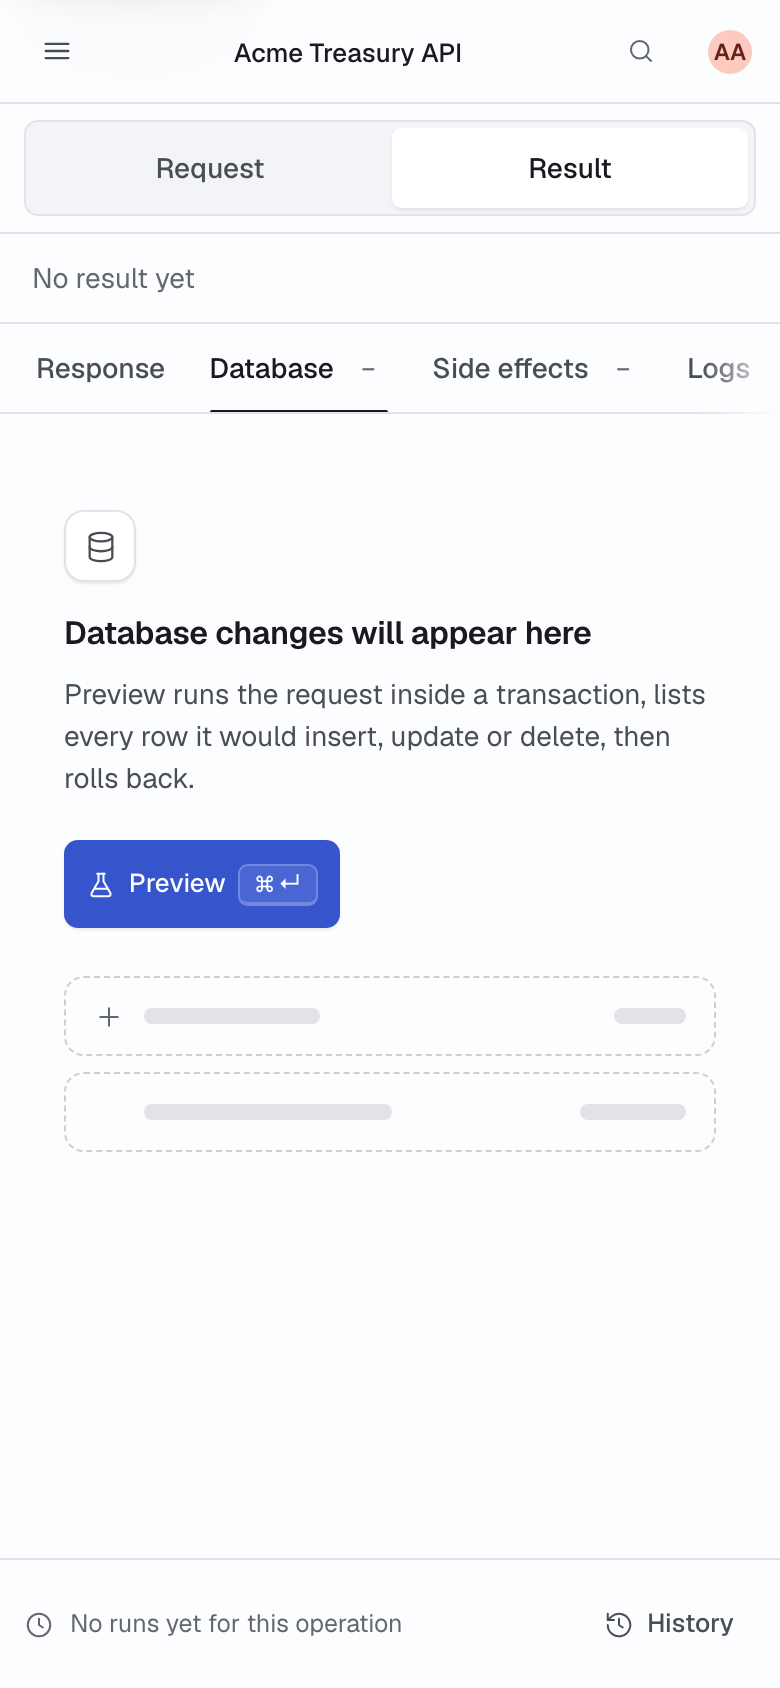 Acme Treasury API
AA
Request
Result
No result yet
Response
Database –
Side effects –
Logs
Database changes will appear here
Preview runs the request inside a transaction, lists
every row it would insert, update or delete, then
rolls back.
Preview ⌘↵
No runs yet for this operation
History